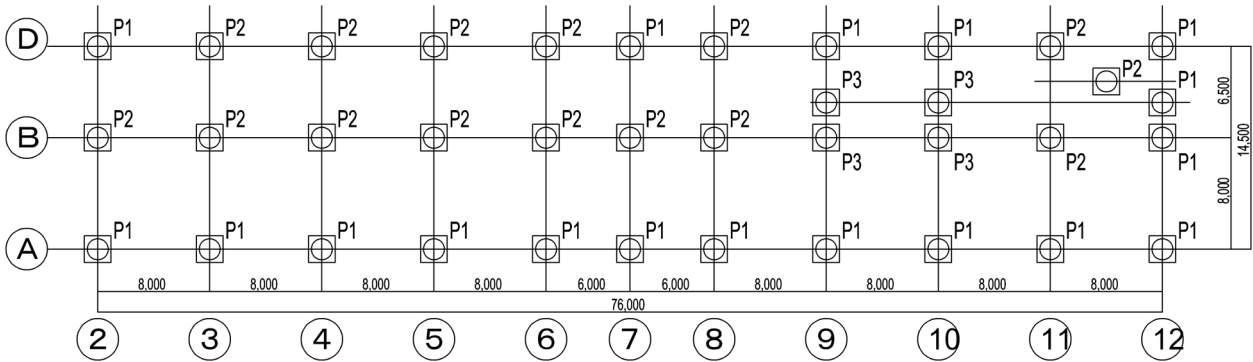 P1 P2 P2 P2 P2 P1 P2 P1 P1 P2 P1
D
P2
P3 P3 P1
6.500
B
P2 P2 P2 P2 P2 P2 P2
P3 P3 P2 P1
14,500
8,000
P1 P1 P1 P1 P1 P1 P1 P1 P1 P1 P1
A
8,000 8,000 8,000 8,000 6,000 6,000 8,000 8,000 8,000 8,000
76,000
2 3 4 5 6 7 8 9 10 11 12